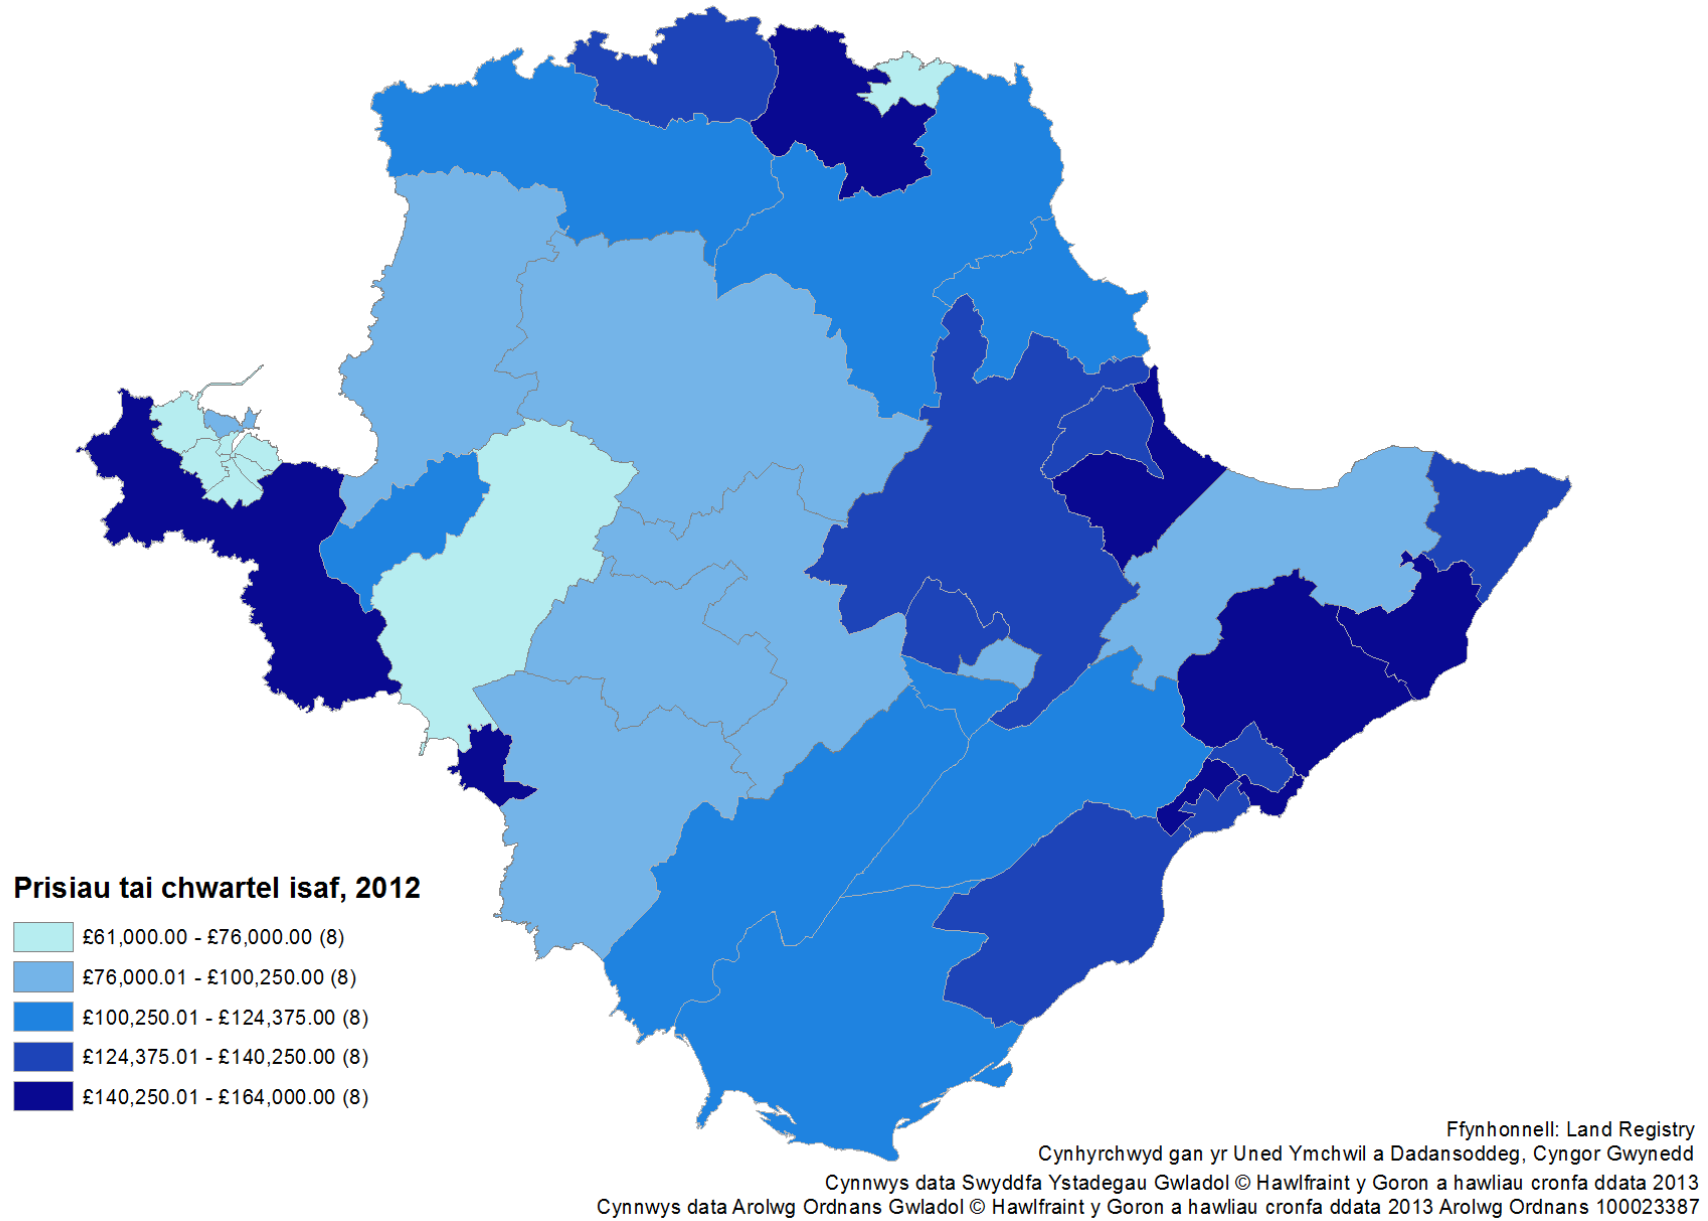 Prisiau tai chwartel isaf, 2012
£61,000.00 - £76,000.00 (8)
£76,000.01 - £100,250.00 (8)
£100,250.01 - £124,375.00 (8)
£124,375.01 - £140,250.00 (8)
£140,250.01 - £164,000.00 (8)
Ffynhonnell: Land Registry
Cynhyrchwyd gan yr Uned Ymchwil a Dadansoddeg, Cyngor Gwynedd
Cynnwys data Swyddfa Ystadegau Gwladol © Hawlfraint y Goron a hawliau cronfa ddata 2013
Cynnwys data Arolwg Ordnans Gwladol © Hawlfraint y Goron a hawliau cronfa ddata 2013 Arolwg Ordnans 100023387